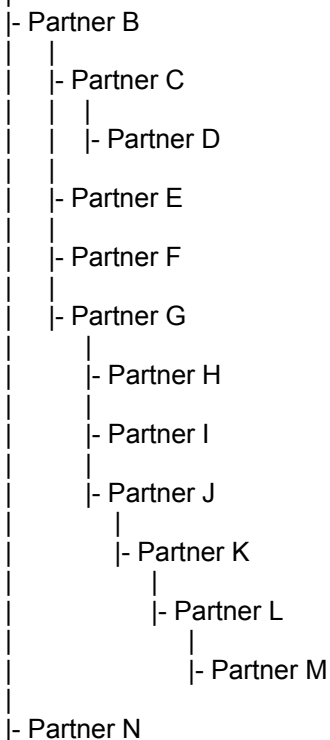 |- Partner B
|- Partner C
|- Partner D
|- Partner E
|- Partner F
|- Partner G
|- Partner H
|- Partner I
|- Partner J
|- Partner K
|- Partner L
|- Partner M
|- Partner N